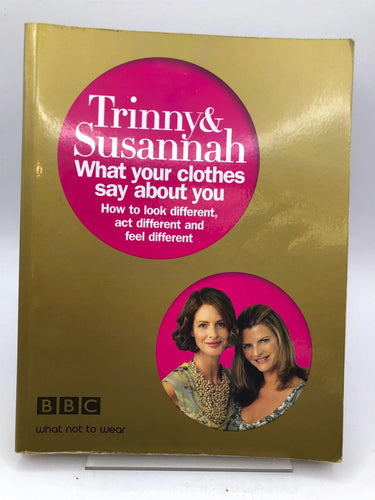 Trinny&
Susannah
What your clothes
say about you
How to look different,
act different and
feel different
BBC
what not to wear